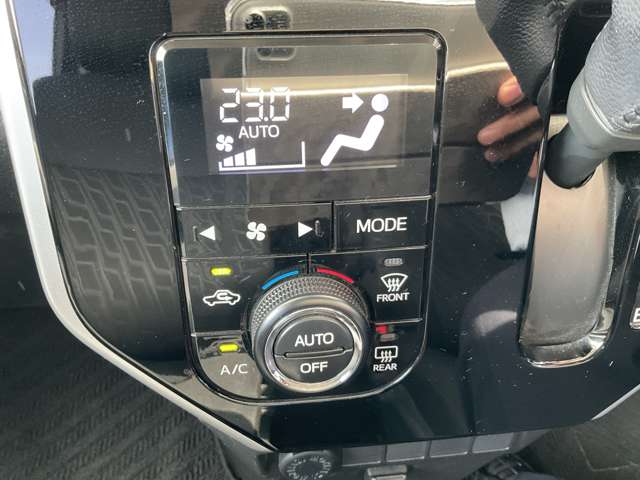 23.0
AUTO
MODE
FRONT
AUTO
OFF
A/C
REAR